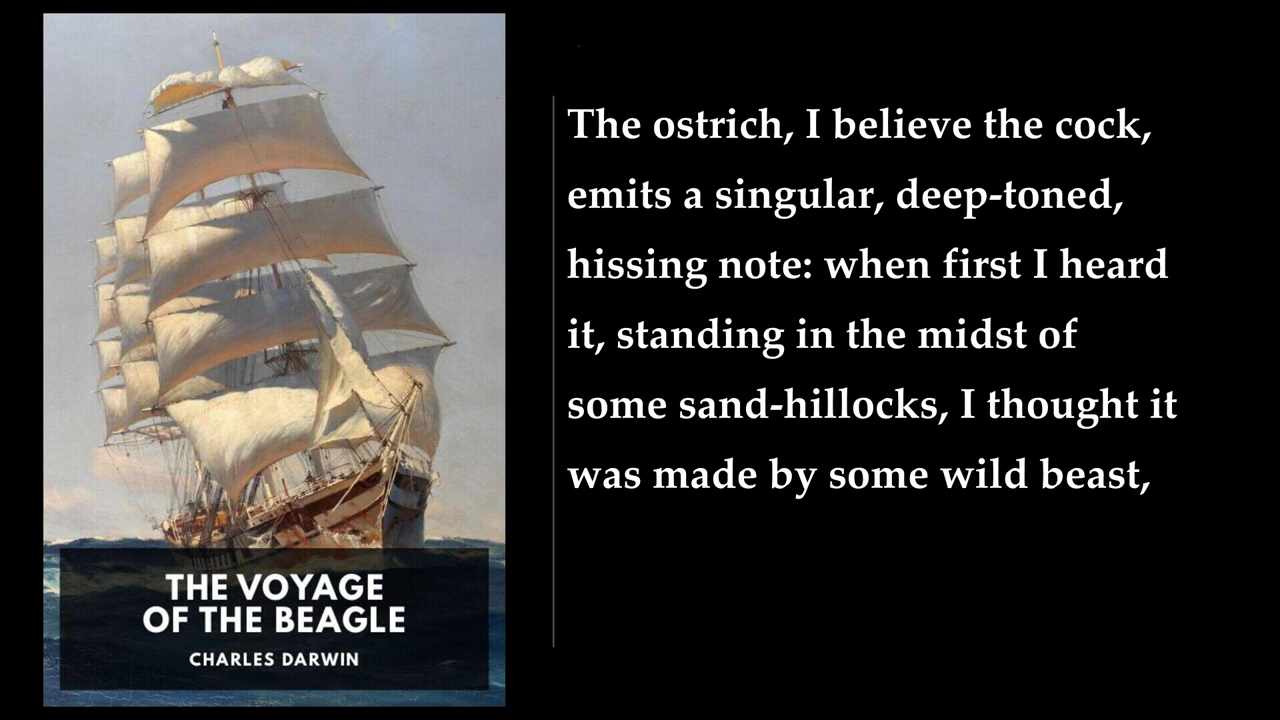 THE VOYAGE
OF THE BEAGLE
CHARLES DARWIN
The ostrich, I believe the cock,
emits a singular, deep-toned,
hissing note: when first I heard
it, standing in the midst of
some sand-hillocks, I thought it
was made by some wild beast,